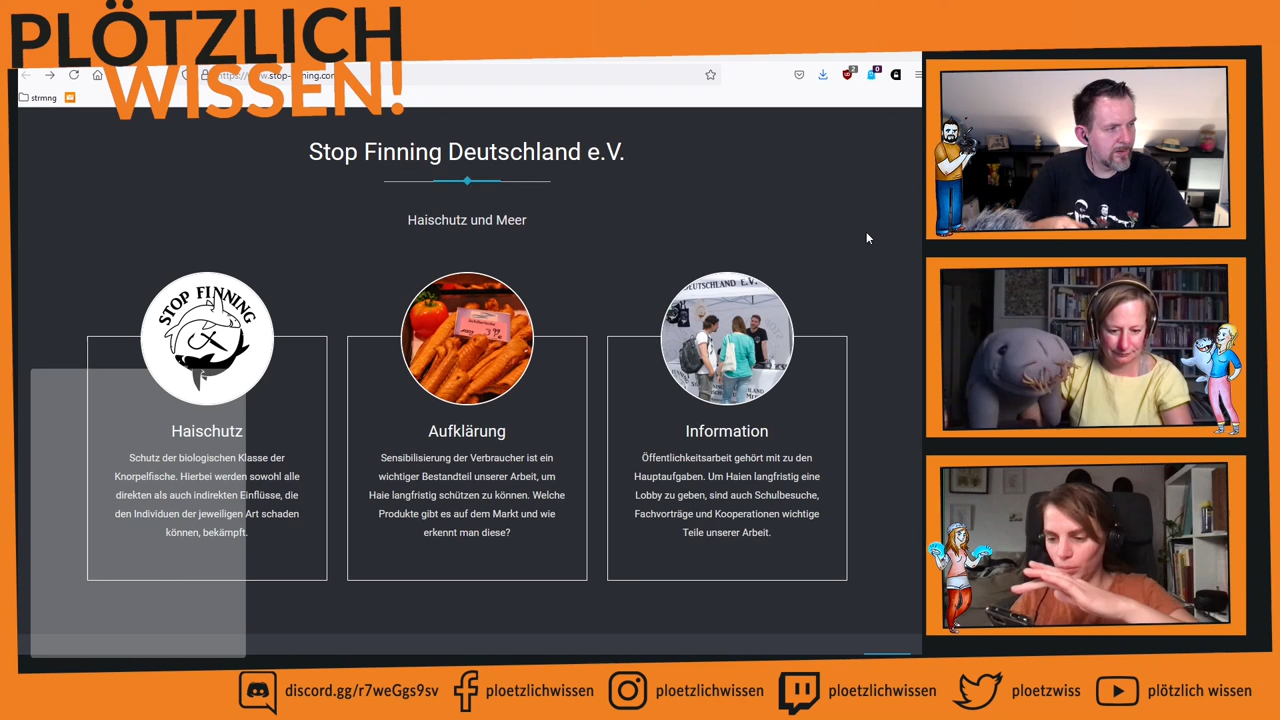 PLÖTZLICH
WISSEN!
strmng
Stop Finning Deutschland e.V.
Haischutz und Meer
STOP FINNING
DEUTSCHLAND E.V.
Haischutz
Schutz der biologischen Klasse der
Knorpelfische. Hierbei werden sowohl alle
direkten als auch indirekten Einflüsse, die
den Individuen der jeweiligen Art schaden
können, bekämpft.
Aufklärung
Sensibilisierung der Verbraucher ist ein
wichtiger Bestandteil unserer Arbeit, um
Haie langfristig schützen zu können. Welche
Produkte gibt es auf dem Markt und wie
erkennt man diese?
Information
Öffentlichkeitsarbeit gehört mit zu den
Hauptaufgaben. Um Haien langfristig eine
Lobby zu geben, sind auch Schulbesuche,
Fachvorträge und Kooperationen wichtige
Teile unserer Arbeit.
discord.gg/r7weGgs9sv
ploetzlichwissen
ploetzlichwissen
ploetzlichwissen
ploetzwiss
plötzlich wissen